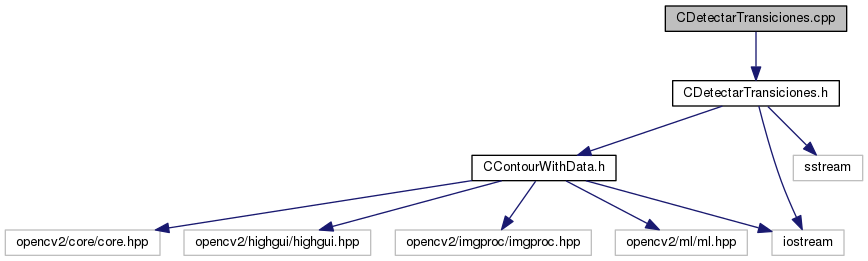 CDetectarTransiciones.cpp
CDetectarTransiciones.h
CContourWithData.h
sstream
opencv2/core/core.hpp
opencv2/highgui/highgui.hpp
opencv2/imgproc/imgproc.hpp
opencv2/ml/ml.hpp
iostream